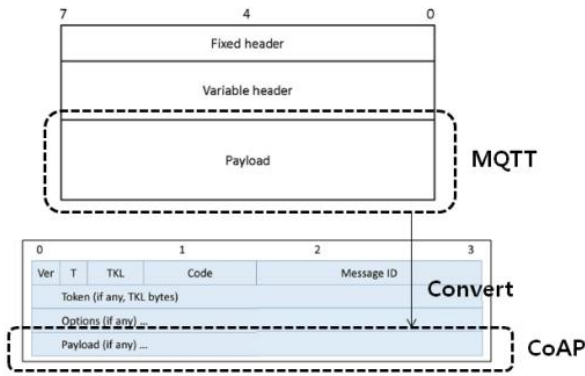 7 4 0
Fixed header
Variable header
Payload
MQTT
0 1 2 3
Ver T TKL Code Message ID
Token (if any, TKL bytes)
Convert
Options (if any) ...
Payload (if any) ...
CoAP